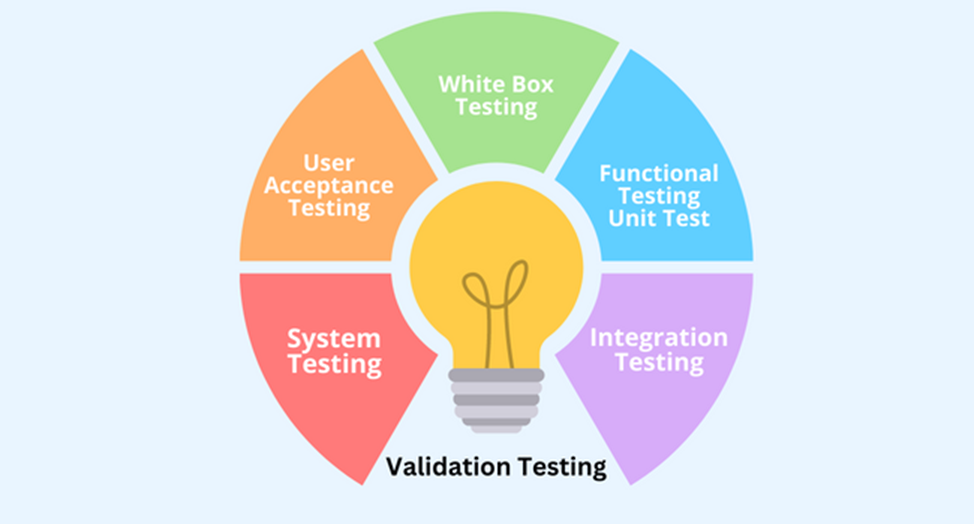 White Box
Testing
User
Acceptance
Testing
Functional
Testing
Unit Test
System
Testing
Integration
Testing
Validation Testing